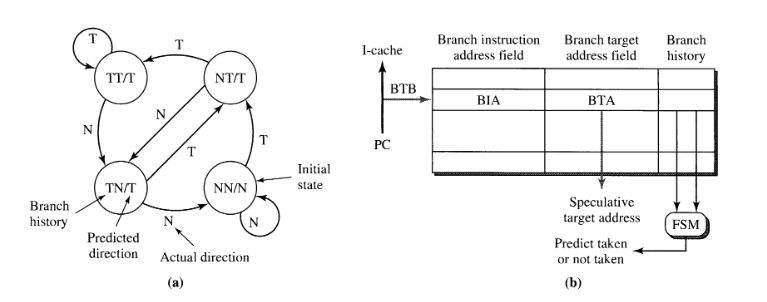 T
T
TT/T
NT/T
N
N
T
T
TN/T
NN/N
Initial
state
Branch
history
N
N
Predicted
direction
Actual direction
(a)
I-cache
Branch instruction
address field
Branch target
address field
Branch
history
BTB
BIA
BTA
PC
Speculative
target address
FSM
Predict taken
or not taken
(b)